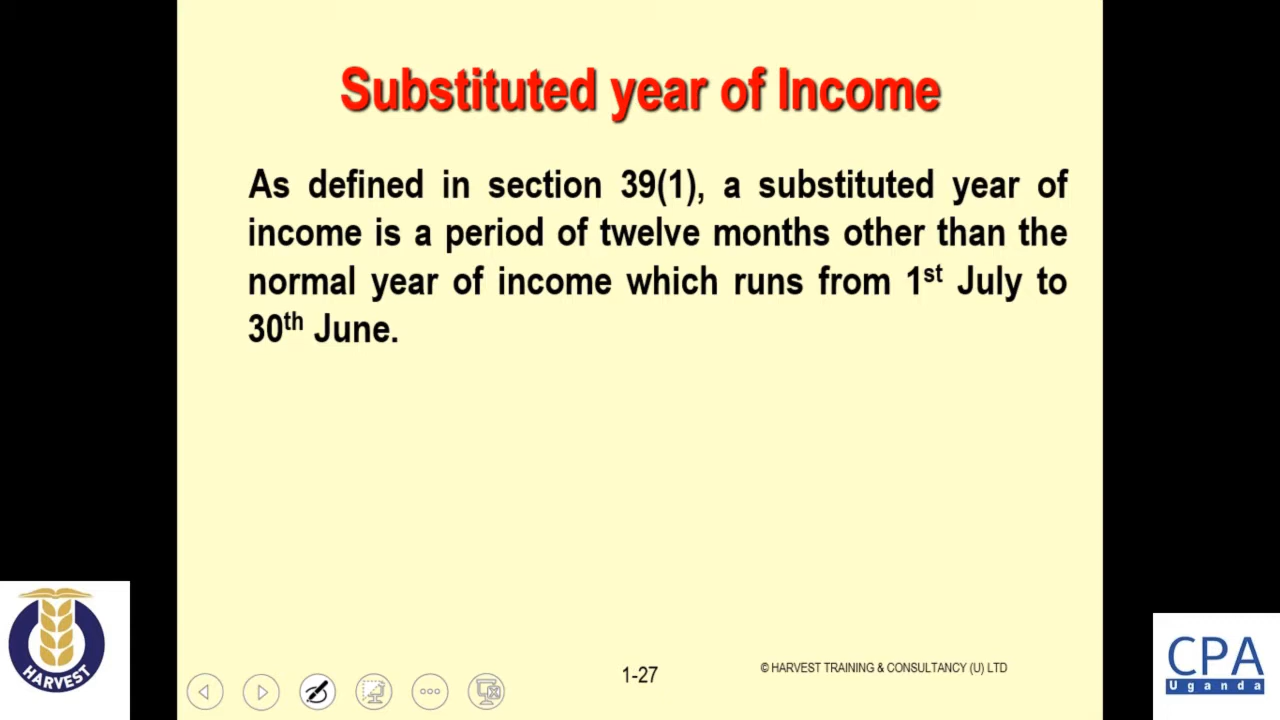 Substituted year of Income
As defined in section 39(1), a substituted year of
income is a period of twelve months other than the
normal year of income which runs from 1st July to
30th June.
HARVEST
1-27
© HARVEST TRAINING & CONSULTANCY (U) LTD
CPA
Uganda